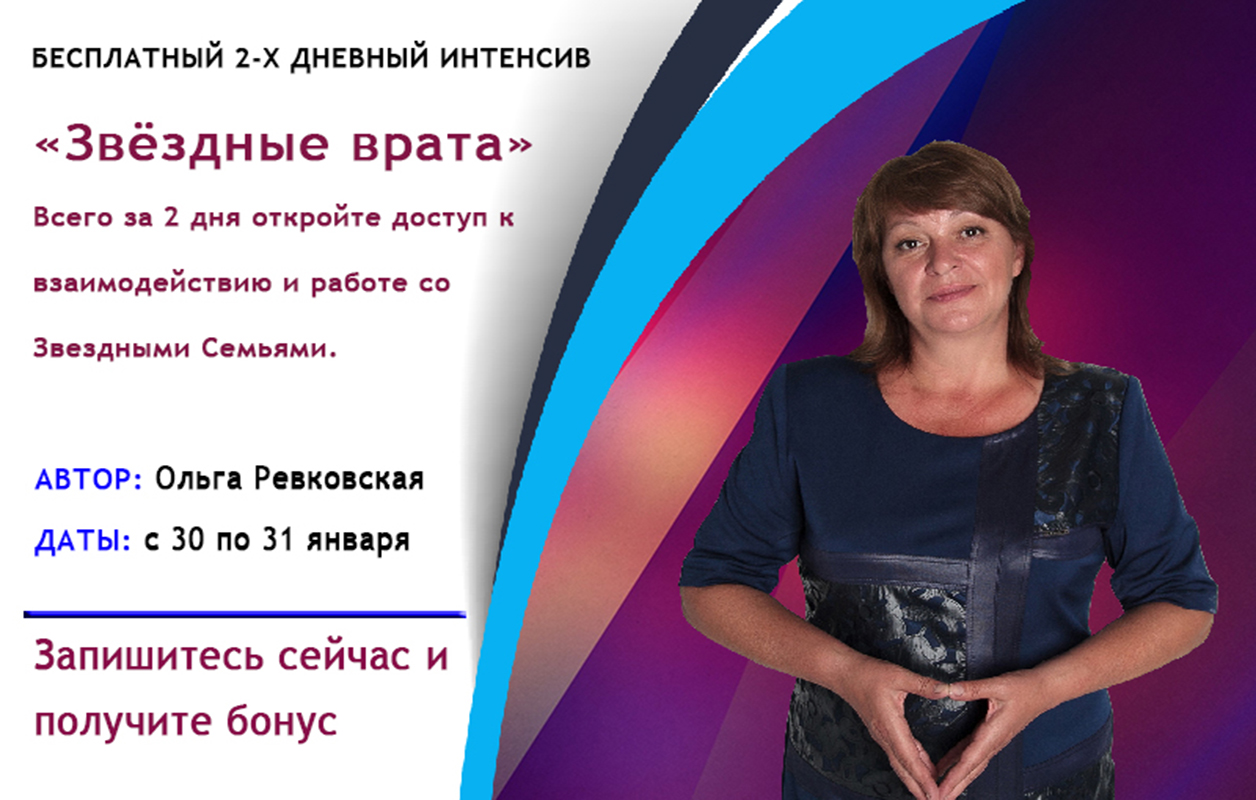 БЕСПЛАТНЫЙ 2-Х ДНЕВНЫЙ ИНТЕНСИВ
«Звёздные врата»
Всего за 2 дня откройте доступ к
взаимодействию и работе со
Звездными Семьями.
АВТОР: Ольга Ревковская
ДАТЫ: с 30 по 31 января
Запишитесь сейчас и
получите бонус